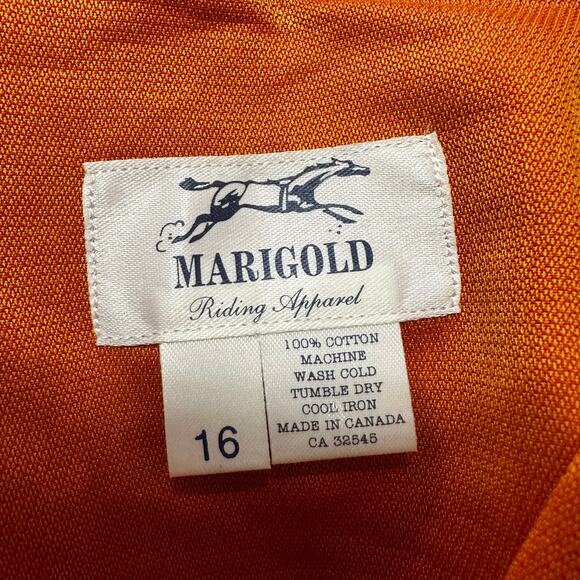 MARIGOLD
Riding Apparel
16
100% COTTON
MACHINE
WASH COLD
TUMBLE DRY
COOL IRON
MADE IN CANADA
CA 32545